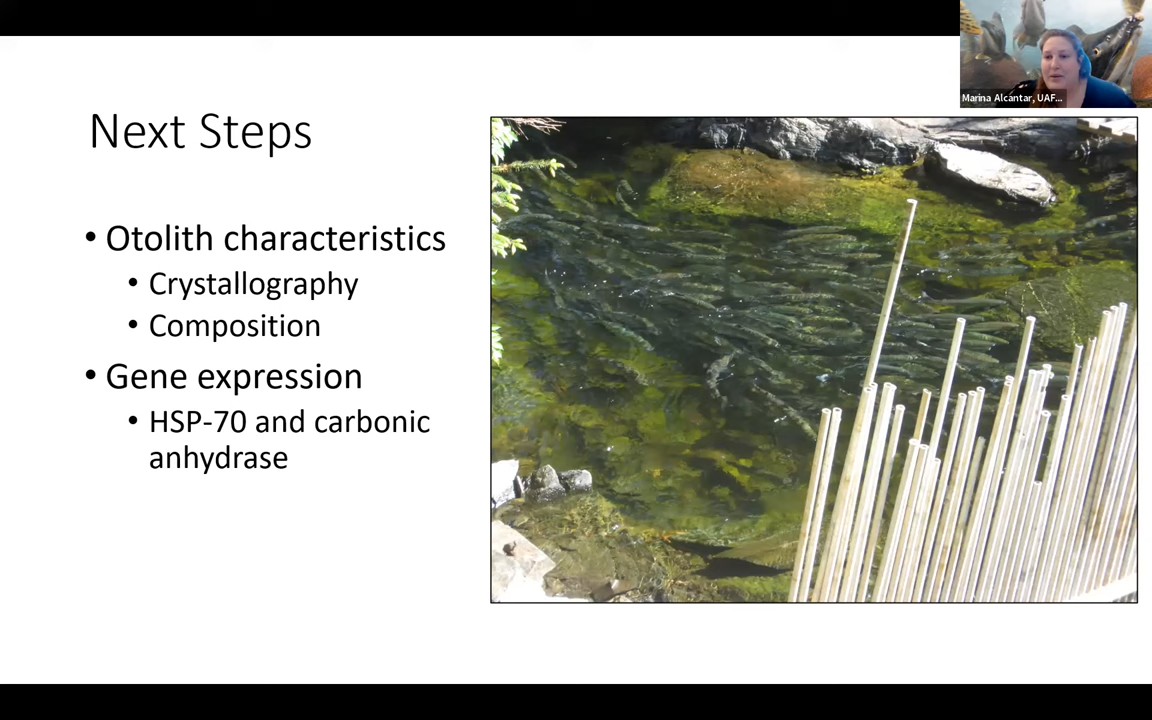 Marina Alcantar, UAF...
Next Steps
• Otolith characteristics
• Crystallography
• Composition
• Gene expression
• HSP-70 and carbonic
anhydrase